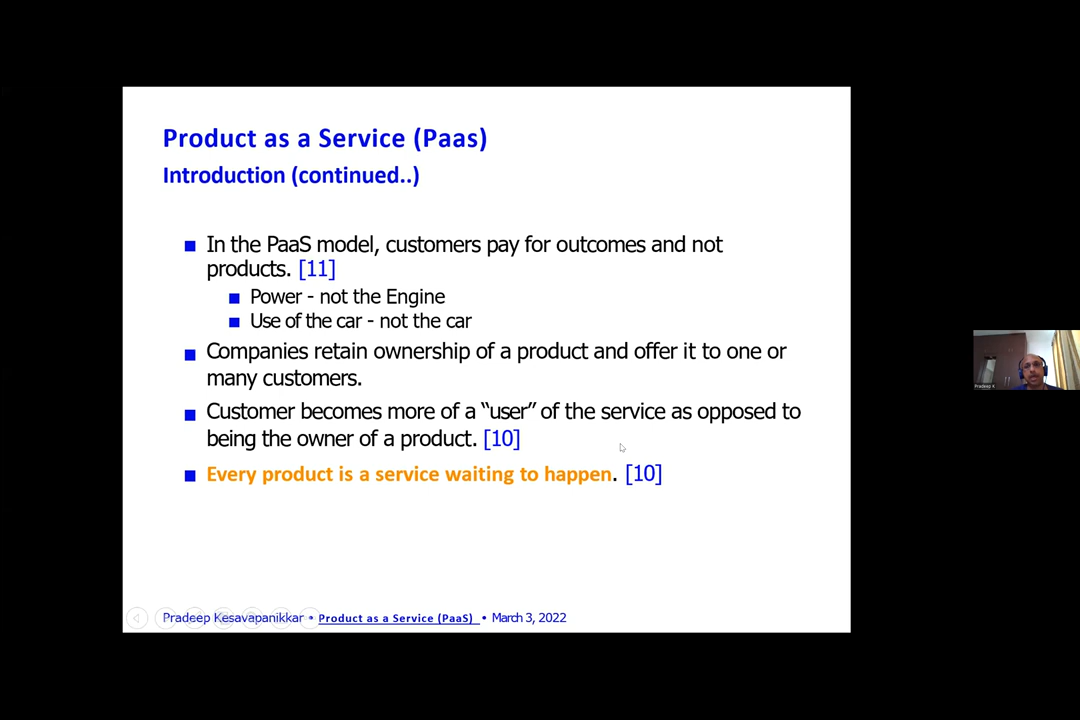 Product as a Service (Paas)
Introduction (continued..)
In the PaaS model, customers pay for outcomes and not
products. [11]
Power - not the Engine
Use of the car - not the car
Companies retain ownership of a product and offer it to one or
many customers.
Customer becomes more of a “user” of the service as opposed to
being the owner of a product. [10]
Every product is a service waiting to happen. [10]
Pradeep Kesavapanikkar • Product as a Service (PaaS) • March 3, 2022
Pradeep K